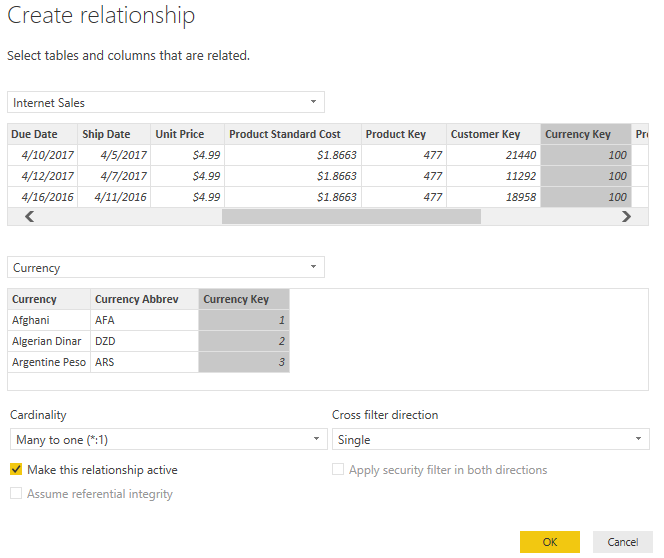 Create relationship
Select tables and columns that are related.
Internet Sales
Due Date Ship Date Unit Price Product Standard Cost Product Key Customer Key Currency Key Pr
4/10/2017 4/5/2017 $4.99 $1.8663 477 21440 100
4/12/2017 4/7/2017 $4.99 $1.8663 477 11292 100
4/16/2016 4/11/2016 $4.99 $1.8663 477 18958 100
Currency
Currency Currency Abbrev Currency Key
Afghani AFA 1
Algerian Dinar DZD 2
Argentine Peso ARS 3
Cardinality Cross filter direction
Many to one (*:1) Single
Make this relationship active Apply security filter in both directions
Assume referential integrity
OK Cancel